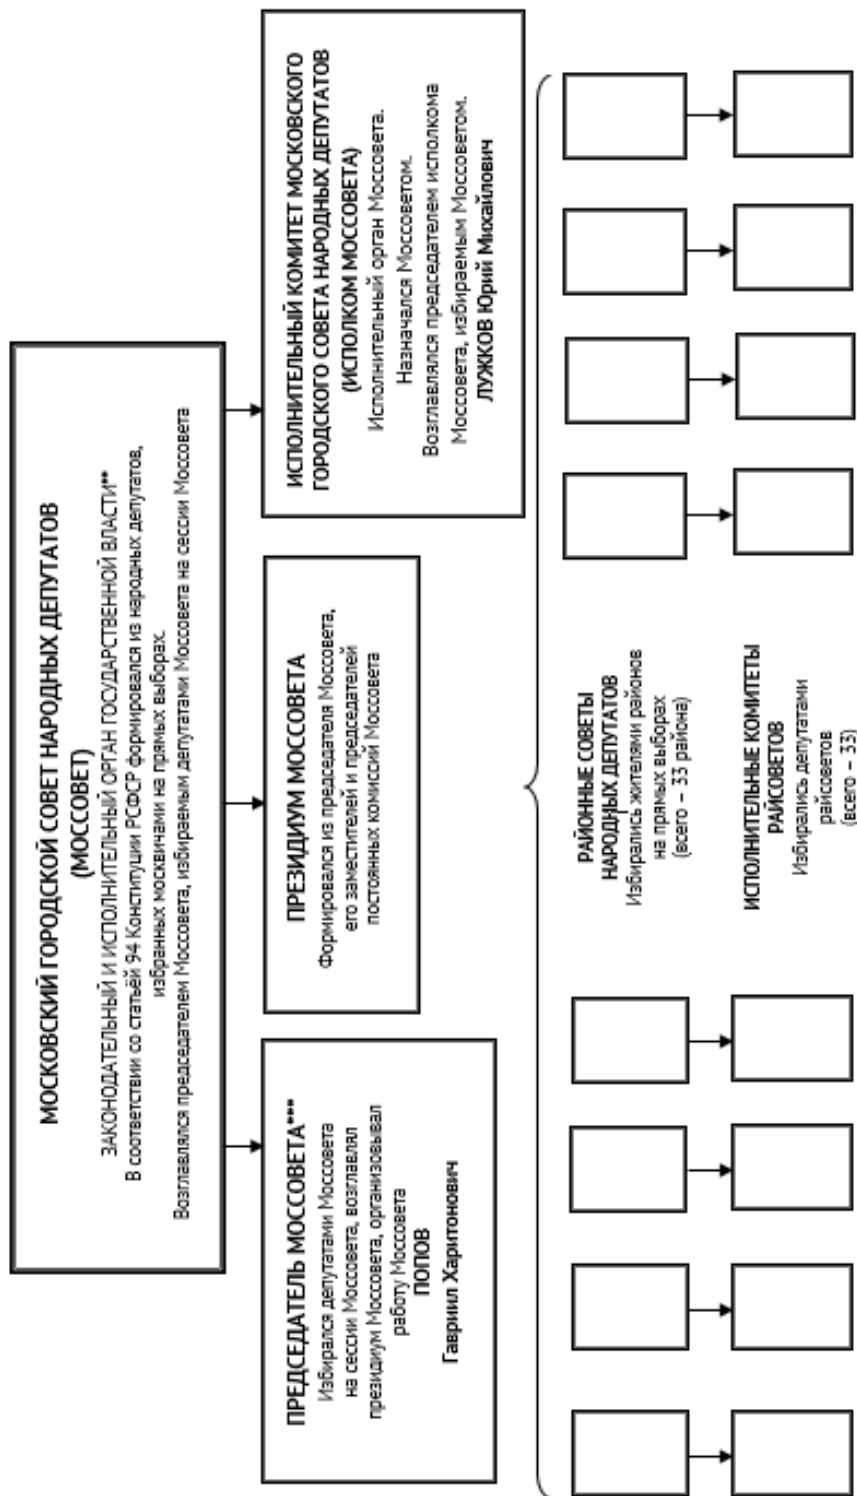 МОСКОВСКИЙ ГОРОДСКОЙ СОВЕТ НАРОДНЫХ ДЕПУТАТОВ
(МОССОВЕТ)
ЗАКОНОДАТЕЛЬНЫЙ И ИСПОЛНИТЕЛЬНЫЙ ОРГАН ГОСУДАРСТВЕННОЙ ВЛАСТИ**
В соответствии со статьёй 94 Конституции РСФСР формировался из народных депутатов,
избранных москвичами на прямых выборах.
Возглавлялся председателем Моссовета, избираемым депутатами Моссовета на сессии Моссовета
ПРЕДСЕДАТЕЛЬ МОССОВЕТА***
Избирался депутатами Моссовета
на сессии Моссовета, возглавлял
президиум Моссовета, организовывал
работу Моссовета
ПОПОВ
Гавриил Харитонович
ПРЕЗИДИУМ МОССОВЕТА
Формировался из председателя Моссовета,
его заместителей и председателей
постоянных комиссий Моссовета
ИСПОЛНИТЕЛЬНЫЙ КОМИТЕТ МОСКОВСКОГО
ГОРОДСКОГО СОВЕТА НАРОДНЫХ ДЕПУТАТОВ
(ИСПОЛКОМ МОССОВЕТА)
Исполнительный орган Моссовета.
Назначался Моссоветом.
Возглавлялся председателем исполкома
Моссовета, избираемым Моссоветом.
ЛУЖКОВ Юрий Михайлович
РАЙОННЫЕ СОВЕТЫ
НАРОДНЫХ ДЕПУТАТОВ
Избирались жителями районов
на прямых выборах
(всего – 33 района)
ИСПОЛНИТЕЛЬНЫЕ КОМИТЕТЫ
РАЙСОВЕТОВ
Избирались депутатами
райсоветов
(всего – 33)